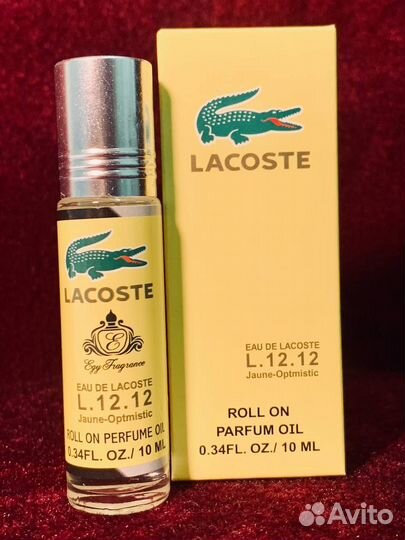 LACOSTE
EAU DE LACOSTE
L.12.12
Jaune-Optmistic
ROLL ON
PARFUM OIL
0.34FL. OZ./ 10 ML
LACOSTE
E
Egy Fragrance
EAU DE LACOSTE
L.12.12
Jaune-Optmistic
ROLL ON PERFUME OIL
0.34FL. OZ./ 10 ML
Avito